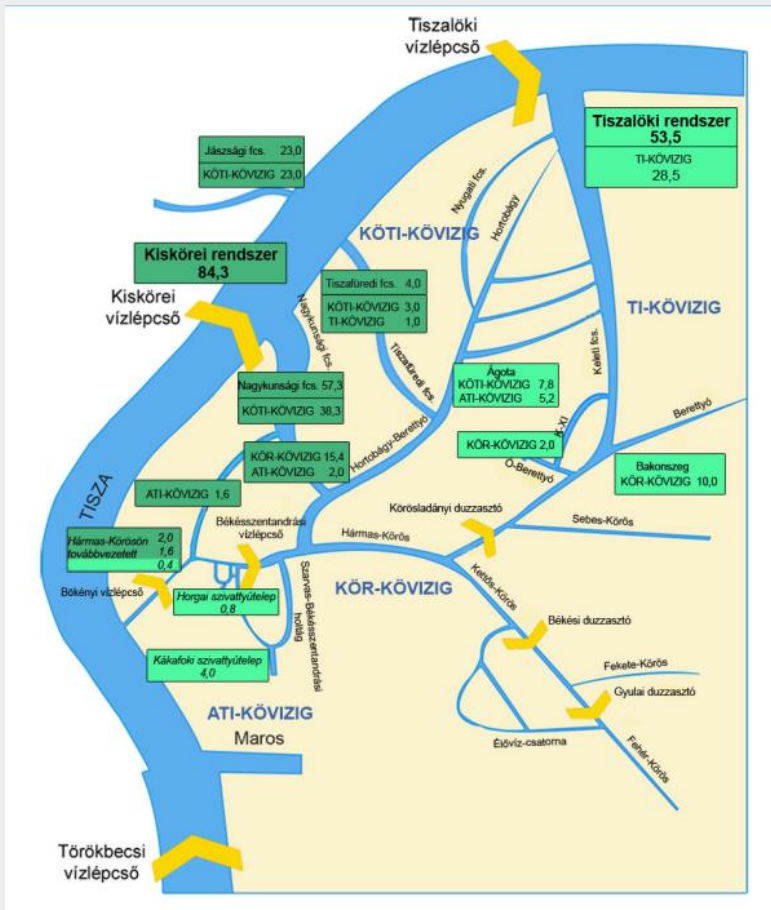 Tiszalöki
vízlépcső
Tiszalöki rendszer
53,5
TI-KÖVIZIG
28,5
Jászsági fcs. 23,0
KÖTI-KÖVIZIG 23,0
Nyugati fcs.
Hortobágy
KÖTI-KÖVIZIG
Kiskörei rendszer
84,3
Kiskörei
vízlépcső
Nagykunsági fcs.
Tiszafüredi fcs. 4,0
KÖTI-KÖVIZIG 3,0
TI-KÖVIZIG 1,0
TI-KÖVIZIG
Keleti fcs.
Tiszafüredi fcs.
Ágota
KÖTI-KÖVIZIG 7,8
ATI-KÖVIZIG 5,2
Nagykunsági fcs. 57,3
KÖTI-KÖVIZIG 38,3
Berettyó
K-XI
KÖR-KÖVIZIG 2,0
Hortobágy-Berettyó
KÖR-KÖVIZIG 15,4
ATI-KÖVIZIG 2,0
Ó-Berettyó
Bakonszeg
KÖR-KÖVIZIG 10,0
TISZA
ATI-KÖVIZIG 1,6
Körösladányi duzzasztó
Békésszentandrási
vízlépcső
Sebes-Körös
Hármas-Körös
Hármas-Körösön 2,0
továbbvezetett 1,6
0,4
Bökényi vízlépcső
Horgai szivattyútelep
0,8
KÖR-KÖVIZIG
Kettős-Körös
Szarvas-Békésszentandrási
holtág
Békési duzzasztó
Kákafoki szivattyútelep
4,0
Fekete-Körös
Gyulai duzzasztó
ATI-KÖVIZIG
Maros
Élővíz-csatorna
Fehér-Körös
Törökbecsi
vízlépcső